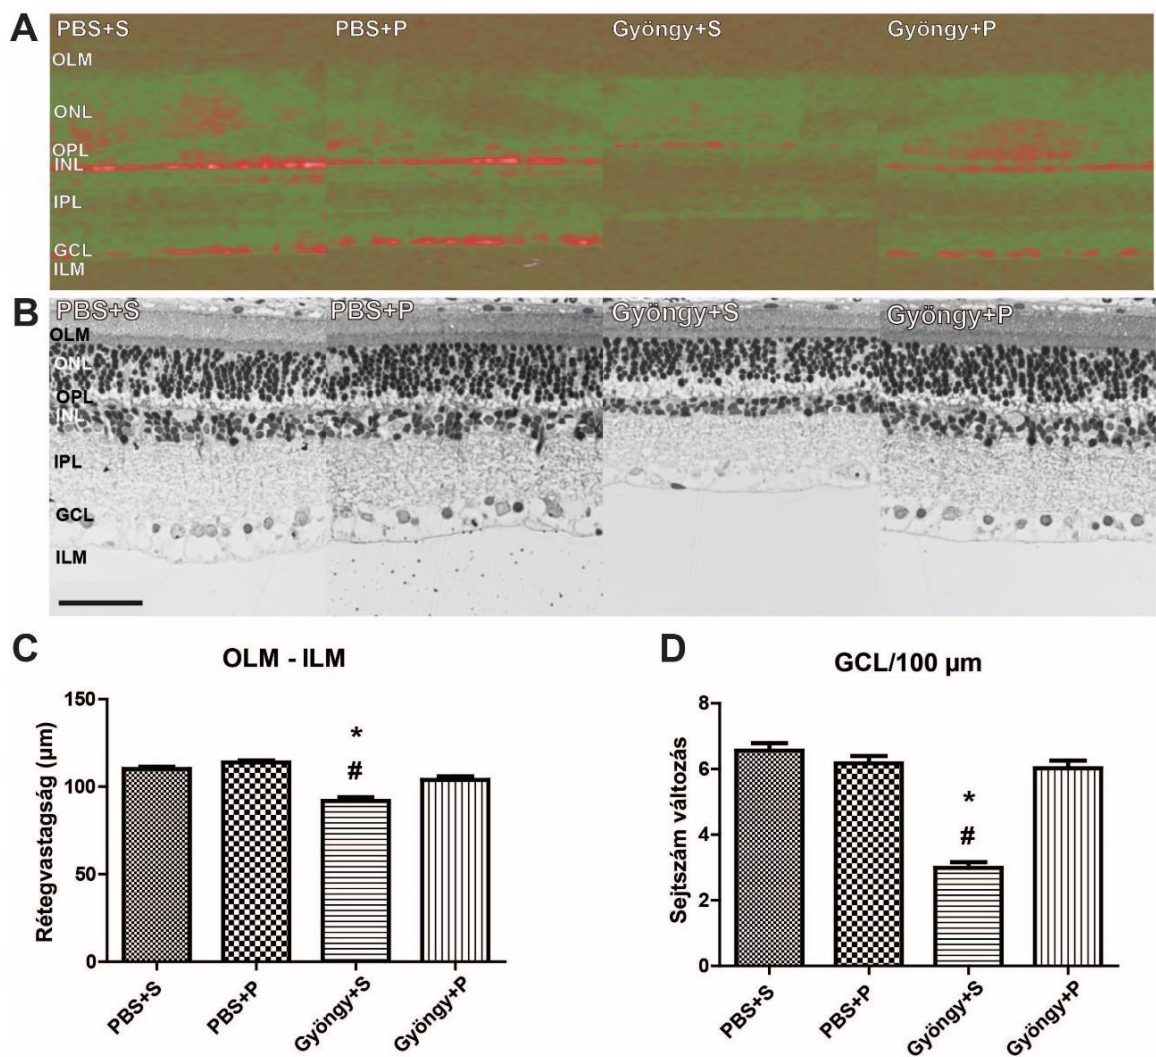 A
PBS+S PBS+P Gyöngy+S Gyöngy+P
OLM
ONL
OPL
INL
IPL
GCL
ILM
B
PBS+S PBS+P Gyöngy+S Gyöngy+P
OLM
ONL
OPL
INL
IPL
GCL
ILM
C
OLM - ILM
Rétegvastagság (µm)
150
100
50
0
*
#
PBS+S PBS+P Gyöngy+S Gyöngy+P
D
GCL/100 µm
Sejtszám változás
8
6
4
2
0
*
#
PBS+S PBS+P Gyöngy+S Gyöngy+P